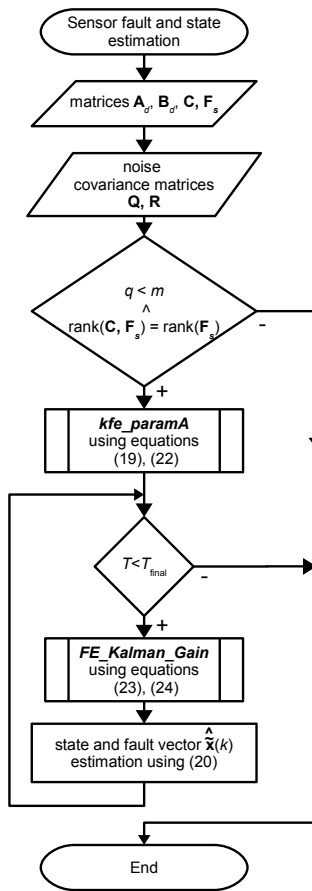 Sensor fault and state
estimation
matrices A_d, B_d, C, F_s
noise
covariance matrices
Q, R
q < m
^
rank(C, F_s) = rank(F_s)
-
+
kfe_paramA
using equations
(19), (22)
T<T_final
-
+
FE_Kalman_Gain
using equations
(23), (24)
state and fault vector x̃̂(k)
estimation using (20)
End